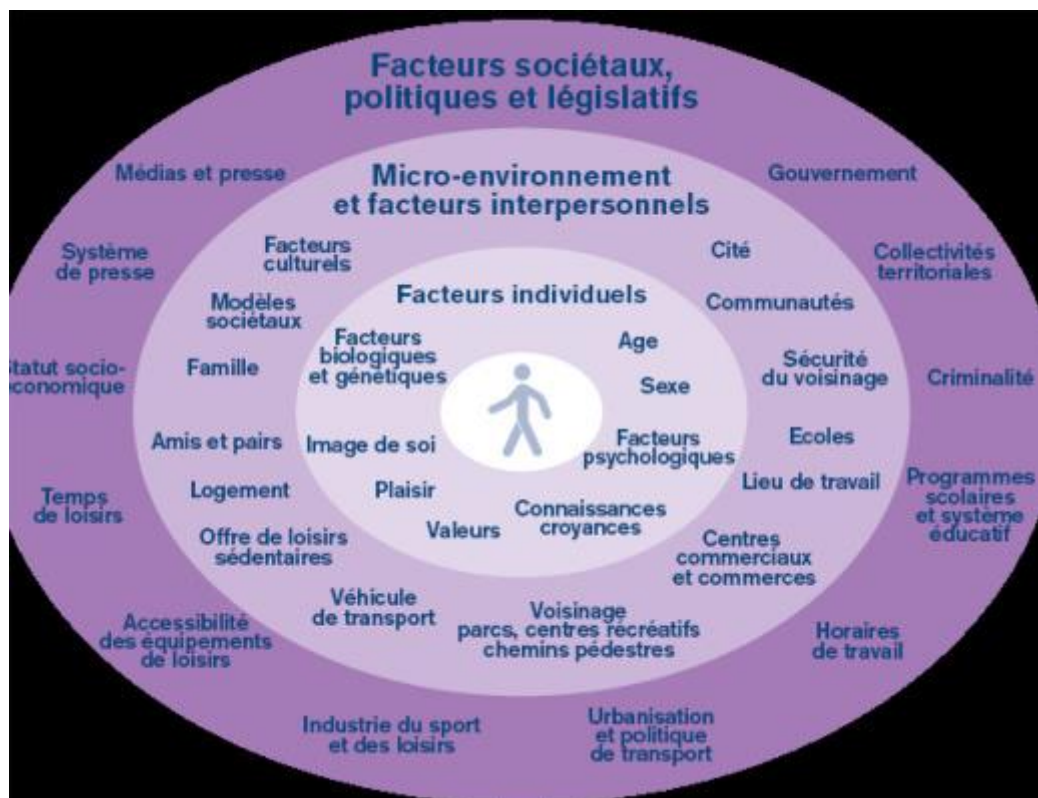 Facteurs sociétaux,
politiques et législatifs
Médias et presse
Gouvernement
Système
de presse
Collectivités
territoriales
tatut socio-
conomique
Criminalité
Temps
de loisirs
Programmes
scolaires
et système
éducatif
Accessibilité
des équipements
de loisirs
Horaires
de travail
Industrie du sport
et des loisirs
Urbanisation
et politique
de transport
Micro-environnement
et facteurs interpersonnels
Facteurs
culturels
Cité
Modèles
sociétaux
Communautés
Famille
Sécurité
du voisinage
Amis et pairs
Ecoles
Logement
Lieu de travail
Offre de loisirs
sédentaires
Centres
commerciaux
et commerces
Véhicule
de transport
Voisinage
parcs, centres récréatifs
chemins pédestres
Facteurs individuels
Facteurs
biologiques
et génétiques
Age
Sexe
Image de soi
Facteurs
psychologiques
Plaisir
Valeurs
Connaissances
croyances